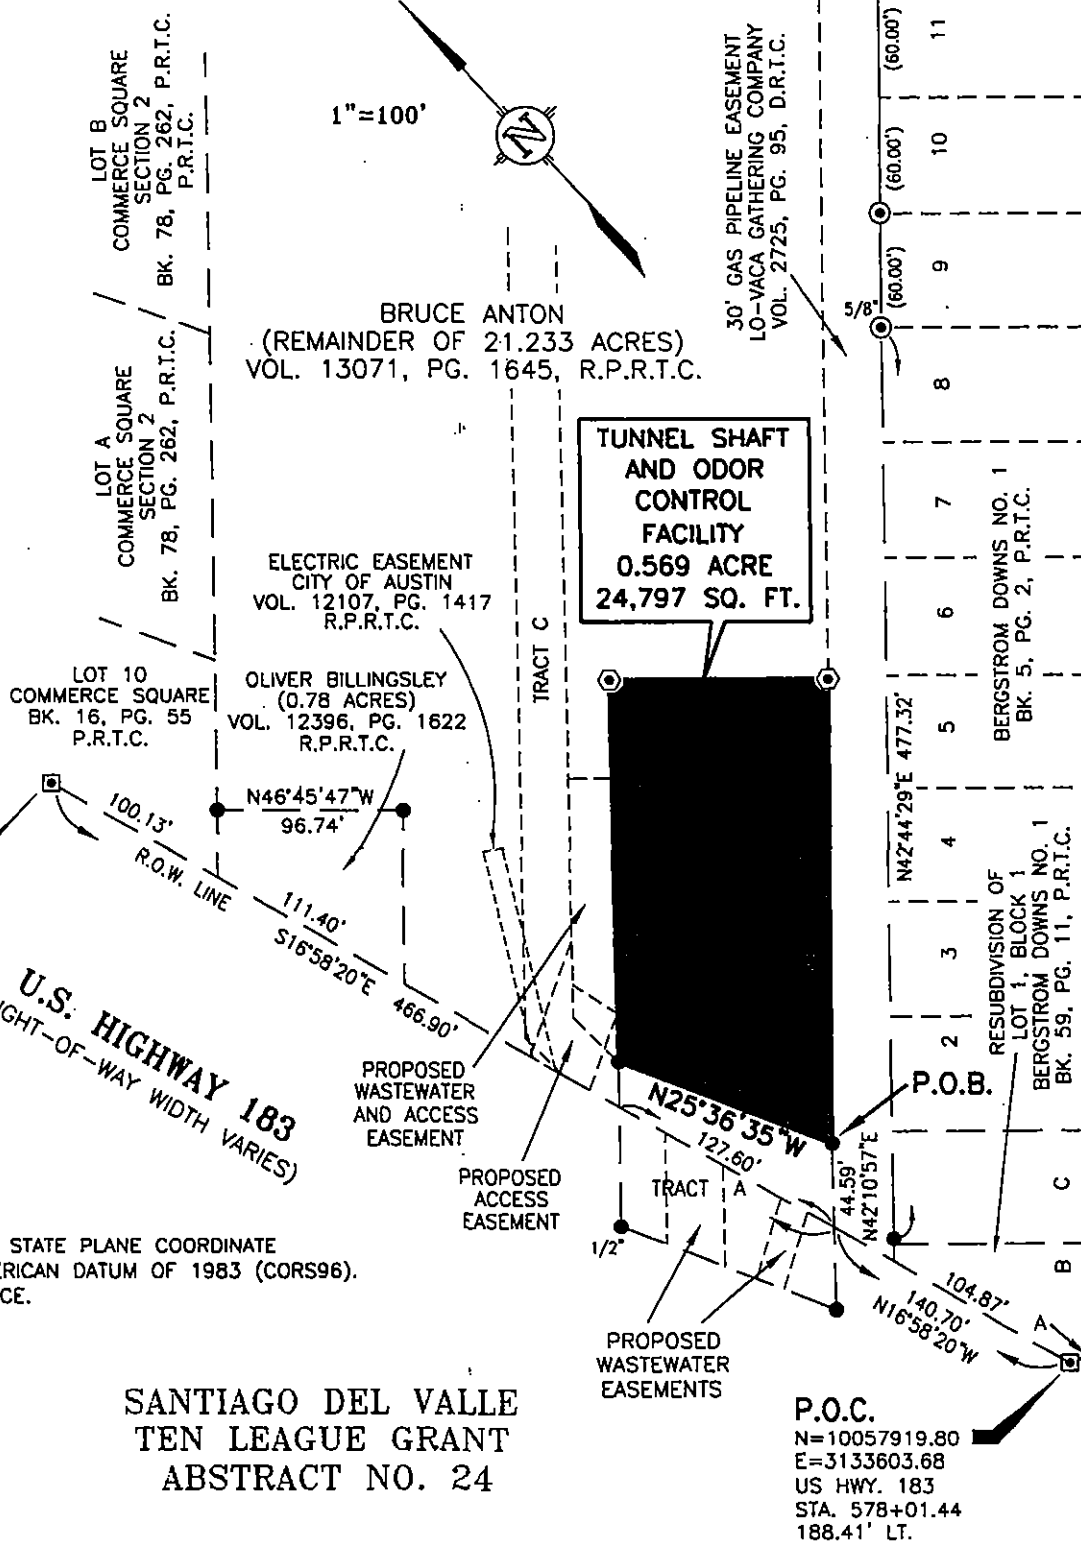 LOT B
COMMERCE SQUARE
SECTION 2
BK. 78, PG. 262, P.R.T.C.
P.R.T.C.
1"=100'
N
30' GAS PIPELINE EASEMENT
LO-VACA GATHERING COMPANY
VOL. 2725, PG. 95, D.R.T.C.
(60.00')
11
(60.00')
10
(60.00')
9
5/8"
8
BRUCE ANTON
(REMAINDER OF 21.233 ACRES)
VOL. 13071, PG. 1645, R.P.R.T.C.
LOT A
COMMERCE SQUARE
SECTION 2
BK. 78, PG. 262, P.R.T.C.
TUNNEL SHAFT
AND ODOR
CONTROL
FACILITY
0.569 ACRE
24,797 SQ. FT.
7
6
BERGSTROM DOWNS NO. 1
BK. 5, PG. 2, P.R.T.C.
ELECTRIC EASEMENT
CITY OF AUSTIN
VOL. 12107, PG. 1417
R.P.R.T.C.
TRACT C
LOT 10
COMMERCE SQUARE
BK. 16, PG. 55
P.R.T.C.
OLIVER BILLINGSLEY
(0.78 ACRES)
VOL. 12396, PG. 1622
R.P.R.T.C.
N42°44'29"E 477.32'
5
4
3
2
N46°45'47"W
96.74'
100.13'
R.O.W. LINE
111.40'
S16°58'20"E
466.90'
U.S. HIGHWAY 183
IGHT-OF-WAY WIDTH VARIES)
RESUBDIVISION OF
LOT 1, BLOCK 1
BERGSTROM DOWNS NO. 1
BK. 59, PG. 11, P.R.T.C.
PROPOSED
WASTEWATER
AND ACCESS
EASEMENT
N25°36'35"W
127.60'
P.O.B.
PROPOSED
ACCESS
EASEMENT
TRACT A
44.59'
N42°10'57"E
C
1/2"
B
STATE PLANE COORDINATE
ERICAN DATUM OF 1983 (CORS96).
CE.
104.87'
140.70'
N16°58'20"W
A
PROPOSED
WASTEWATER
EASEMENTS
SANTIAGO DEL VALLE
TEN LEAGUE GRANT
ABSTRACT NO. 24
P.O.C.
N=10057919.80
E=3133603.68
US HWY. 183
STA. 578+01.44
188.41' LT.